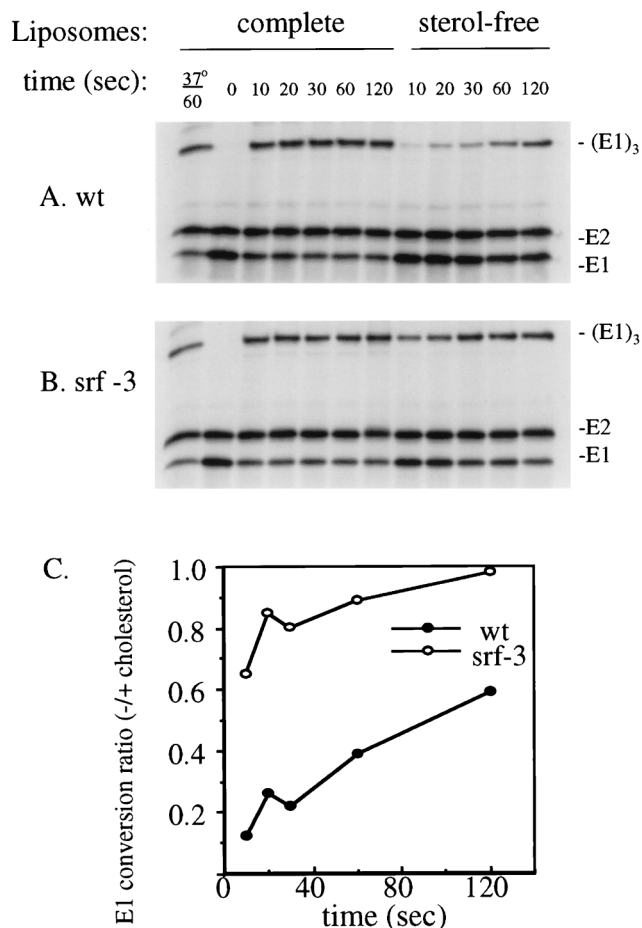 Liposomes: complete sterol-free
time (sec): 37° 0 10 20 30 60 120 10 20 30 60 120
60
- (E1)3
A. wt
-E2
-E1
- (E1)3
B. srf -3
-E2
-E1
C.
E1 conversion ratio (-/+ cholesterol)
1.0
0.8
0.6
0.4
0.2
wt
srf-3
0 40 80 120
time (sec)